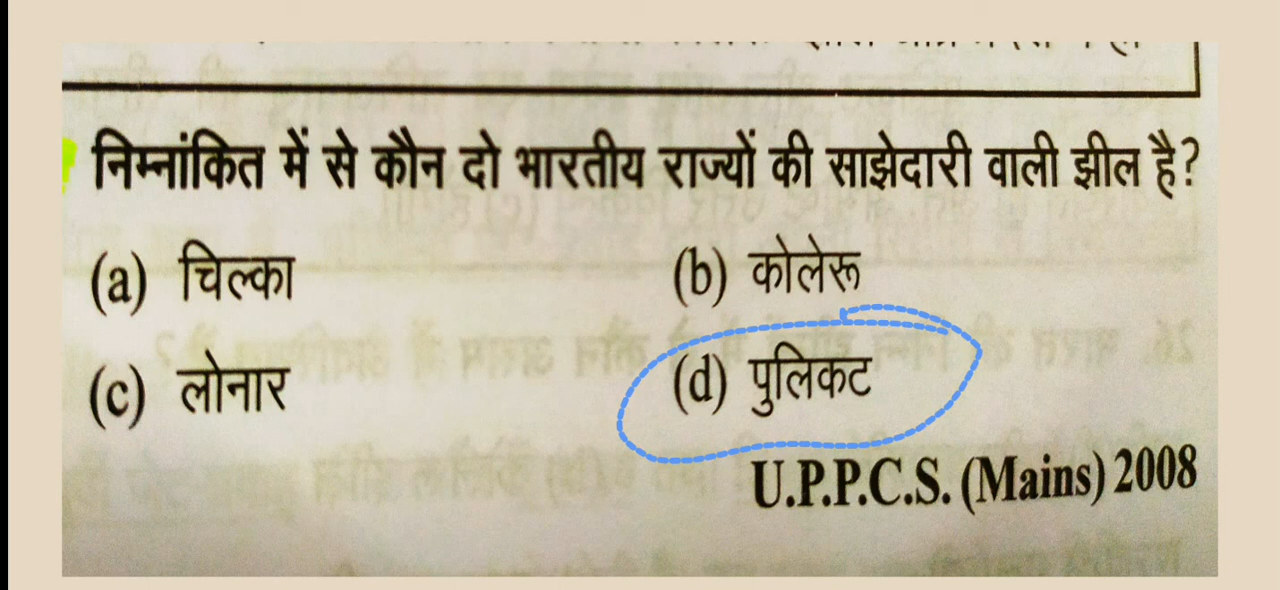 निम्नांकित में से कौन दो भारतीय राज्यों की साझेदारी वाली झील है?
(a) चिल्का (b) कोलेरू
(c) लोनार (d) पुलिकट
U.P.P.C.S. (Mains) 2008